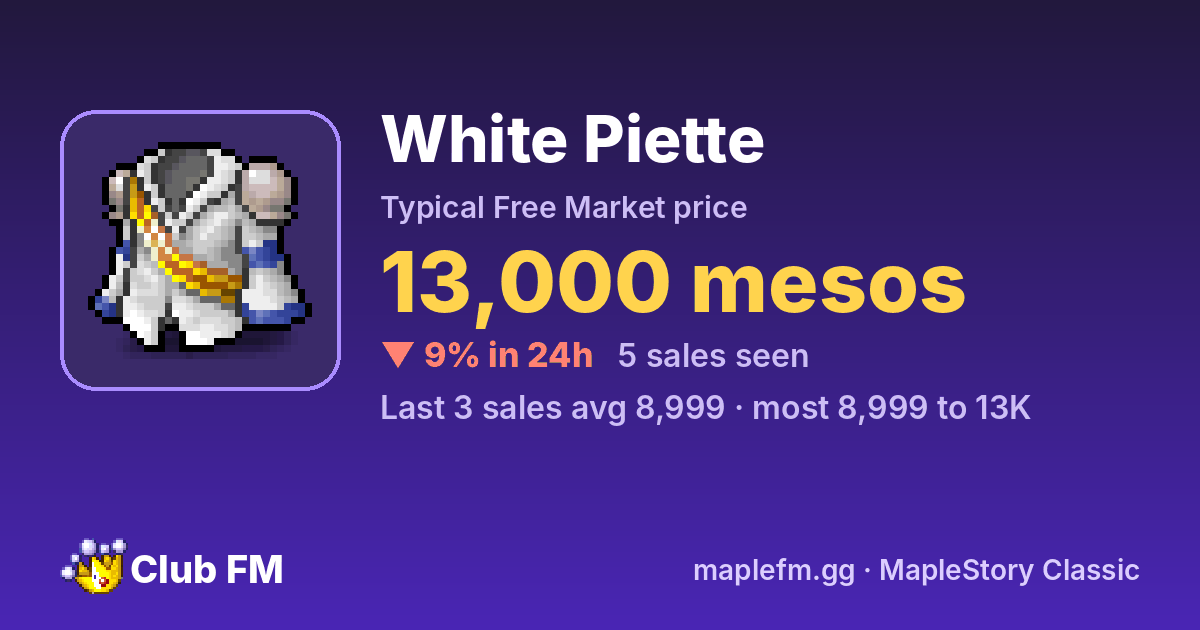 White Piette
Typical Free Market price
13,000 mesos
▼ 9% in 24h 5 sales seen
Last 3 sales avg 8,999 · most 8,999 to 13K
Club FM
maplefm.gg · MapleStory Classic